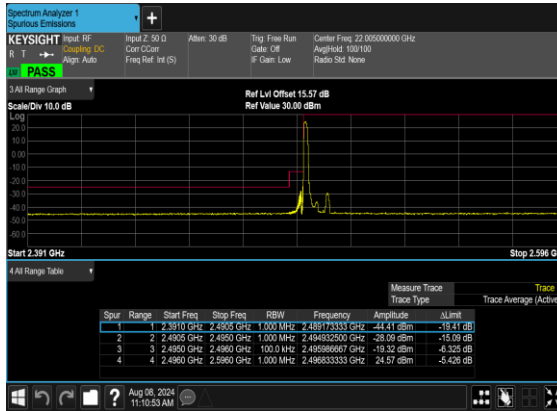 Spectrum Analyzer 1
Spurious Emissions
+
KEYSIGHT Input: RF Input Z: 50 Ω Atten: 30 dB Trig: Free Run Center Freq: 22.005000000 GHz
R T Coupling: DC Corr CCorr Gate: Off Avg|Hold: 100/100
Align: Auto Freq Ref: Int (S) IF Gain: Low Radio Std: None
PASS
3 All Range Graph Ref Lvl Offset 15.57 dB
Scale/Div 10.0 dB Ref Value 30.00 dBm
Log
20.0
10.0
0.00
-10.0
-20.0
-30.0
-40.0
-50.0
-60.0
Start 2.391 GHz Stop 2.596 G
4 All Range Table
Measure Trace Trace
Trace Type Trace Average (Active
Spur Range Start Freq Stop Freq RBW Frequency Amplitude ΔLimit
1 1 2.3910 GHz 2.4905 GHz 1.000 MHz 2.489173333 GHz -44.41 dBm -19.41 dB
2 2 2.4905 GHz 2.4950 GHz 1.000 MHz 2.494932500 GHz -28.09 dBm -15.09 dB
3 3 2.4950 GHz 2.4960 GHz 100.0 kHz 2.495986667 GHz -19.32 dBm -6.325 dB
4 4 2.4960 GHz 2.5960 GHz 1.000 MHz 2.496833333 GHz 24.57 dBm -5.426 dB
? Aug 08, 2024
11:10:53 AM